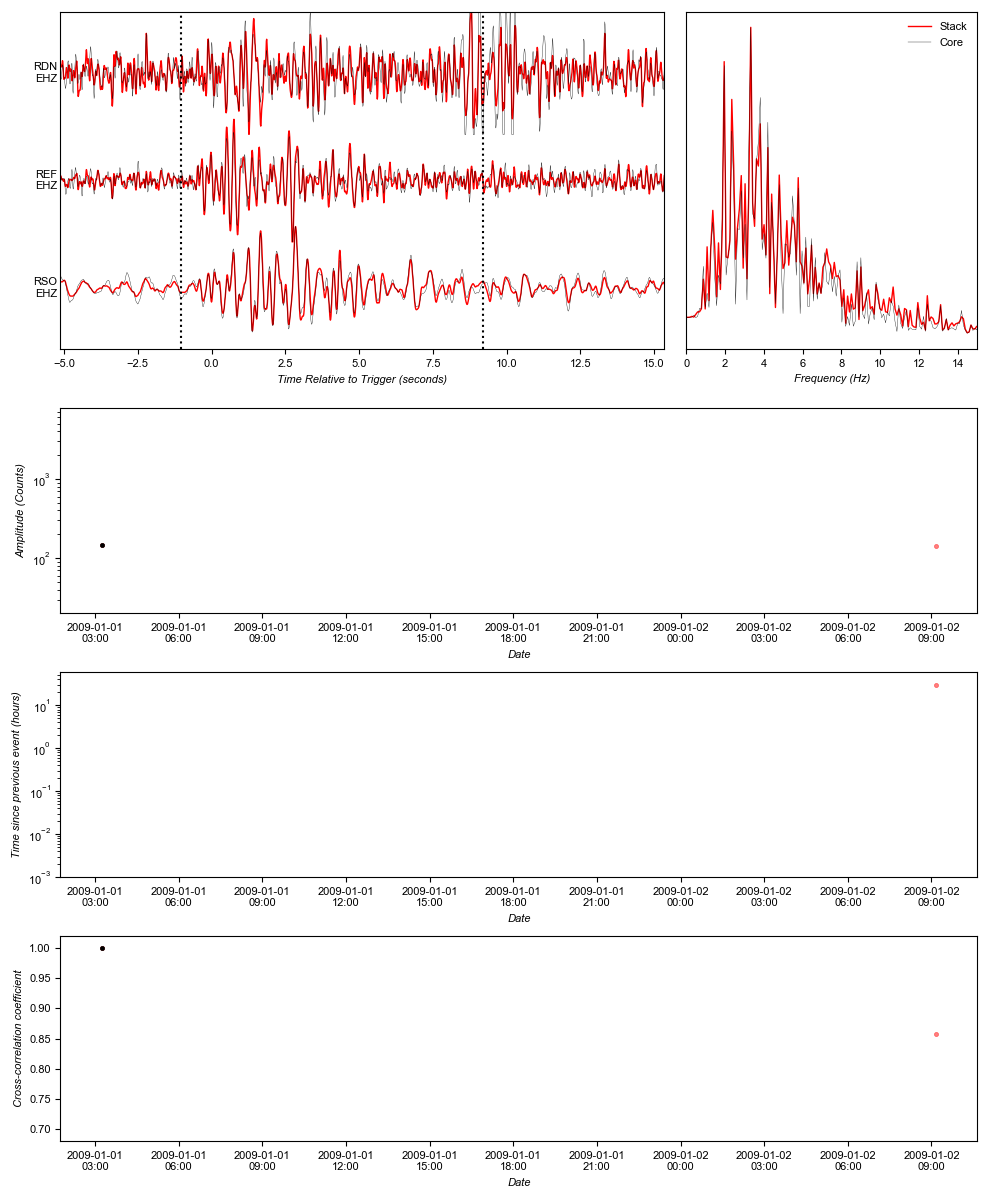 RDN
EHZ
REF
EHZ
RSO
EHZ
−5.0 −2.5 0.0 2.5 5.0 7.5 10.0 12.5 15.0
Time Relative to Trigger (seconds)
Stack
Core
0 2 4 6 8 10 12 14
Frequency (Hz)
Amplitude (Counts)
10³
10²
2009-01-01 2009-01-01 2009-01-01 2009-01-01 2009-01-01 2009-01-01 2009-01-01 2009-01-02 2009-01-02 2009-01-02 2009-01-02
03:00 06:00 09:00 12:00 15:00 18:00 21:00 00:00 03:00 06:00 09:00
Date
Time since previous event (hours)
10¹
10⁰
10⁻¹
10⁻²
10⁻³
2009-01-01 2009-01-01 2009-01-01 2009-01-01 2009-01-01 2009-01-01 2009-01-01 2009-01-02 2009-01-02 2009-01-02 2009-01-02
03:00 06:00 09:00 12:00 15:00 18:00 21:00 00:00 03:00 06:00 09:00
Date
Cross-correlation coefficient
1.00
0.95
0.90
0.85
0.80
0.75
0.70
2009-01-01 2009-01-01 2009-01-01 2009-01-01 2009-01-01 2009-01-01 2009-01-01 2009-01-02 2009-01-02 2009-01-02 2009-01-02
03:00 06:00 09:00 12:00 15:00 18:00 21:00 00:00 03:00 06:00 09:00
Date